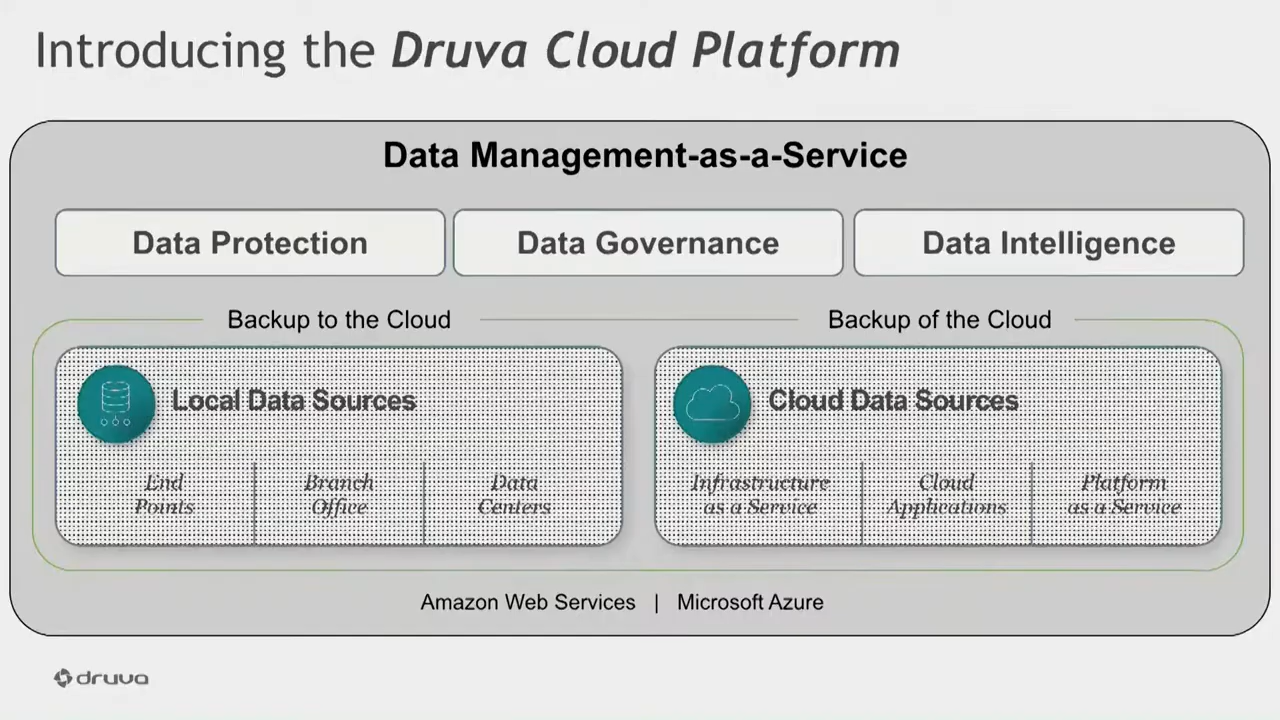 Introducing the Druva Cloud Platform
Data Management-as-a-Service
Data Protection
Data Governance
Data Intelligence
Backup to the Cloud
Backup of the Cloud
Local Data Sources
Cloud Data Sources
End
Points
Branch
Office
Data
Centers
Infrastructure
as a Service
Cloud
Applications
Platform
as a Service
Amazon Web Services | Microsoft Azure
druva